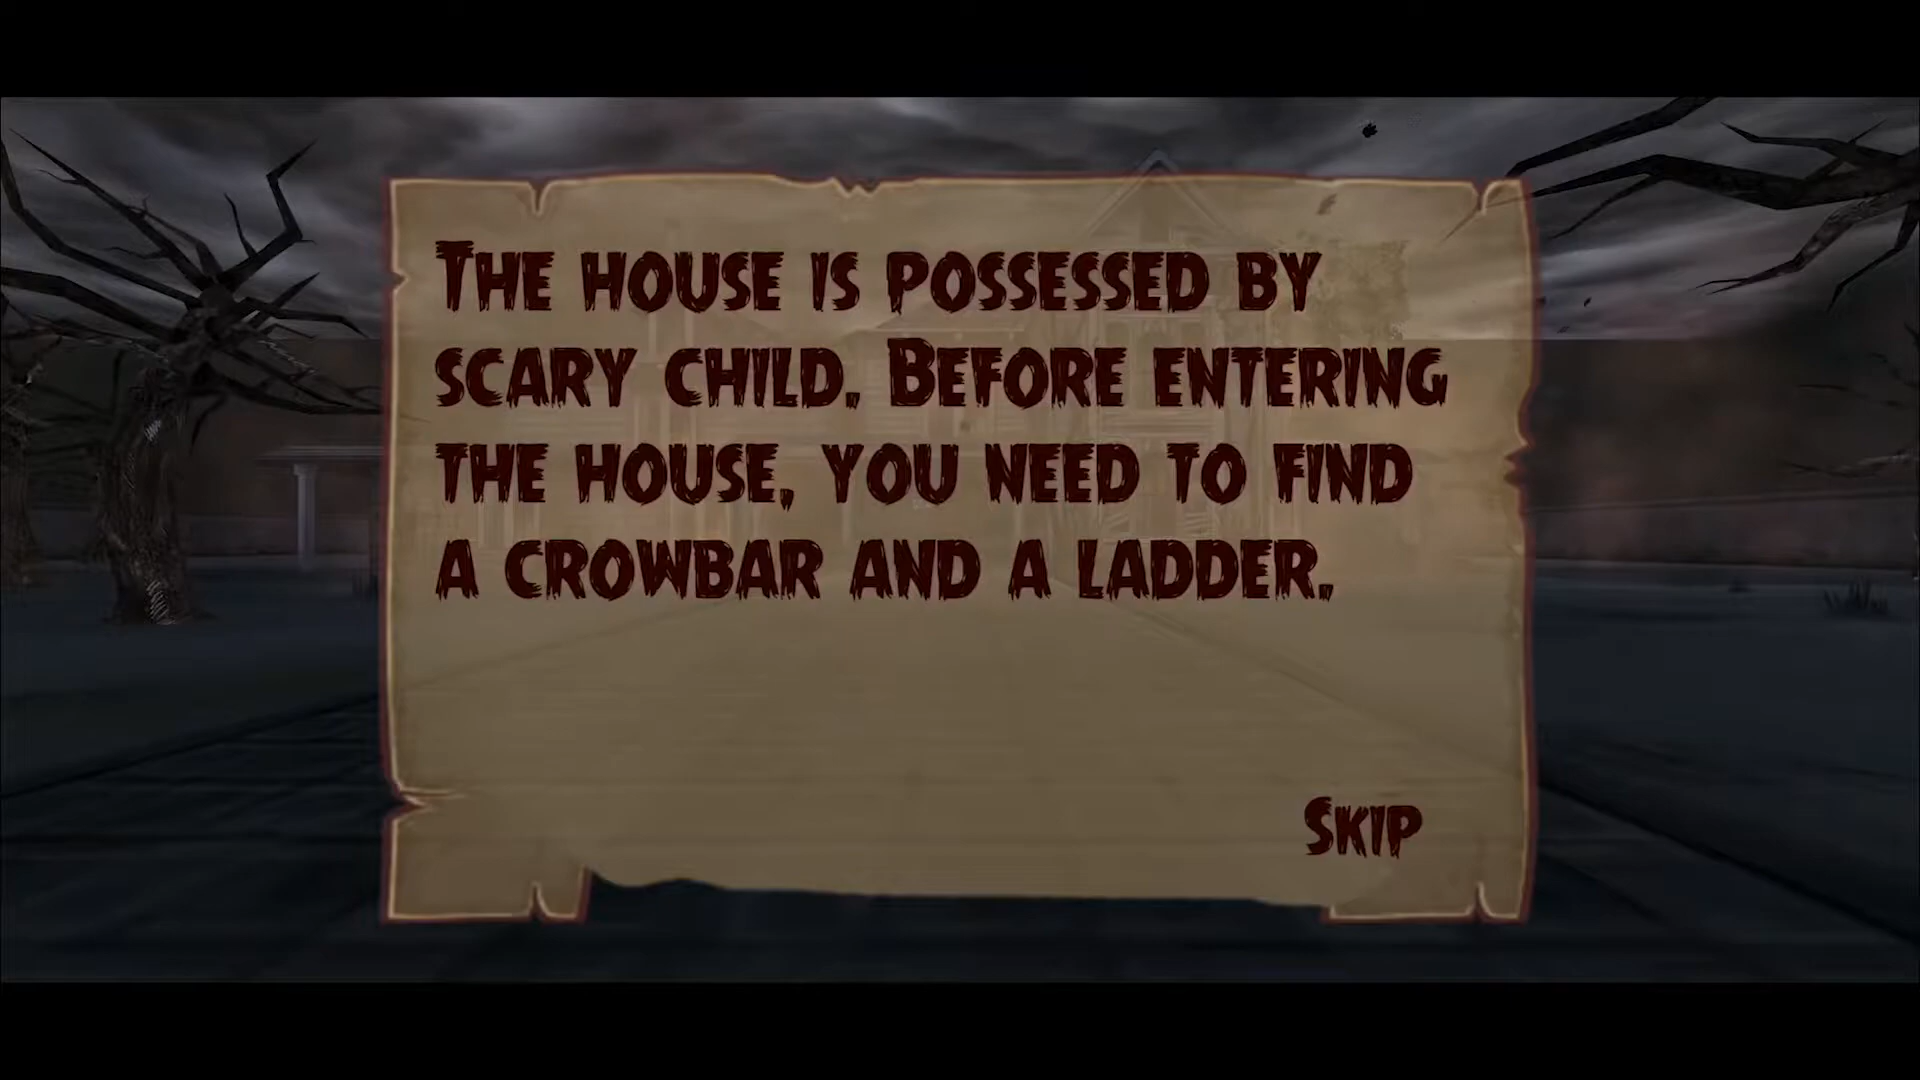 The house is possessed by
scary child. Before entering
the house, you need to find
a crowbar and a ladder.
Skip